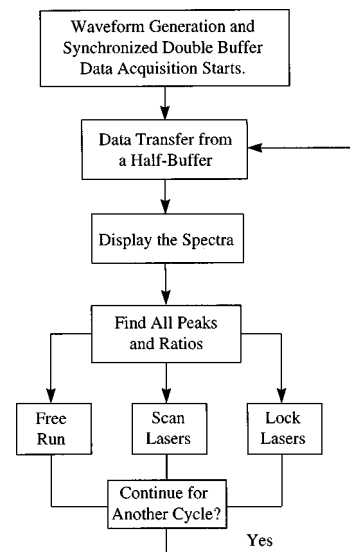 Waveform Generation and
Synchronized Double Buffer
Data Acquisition Starts.
Data Transfer from
a Half-Buffer
Display the Spectra
Find All Peaks
and Ratios
Free
Run
Scan
Lasers
Lock
Lasers
Continue for
Another Cycle?
Yes